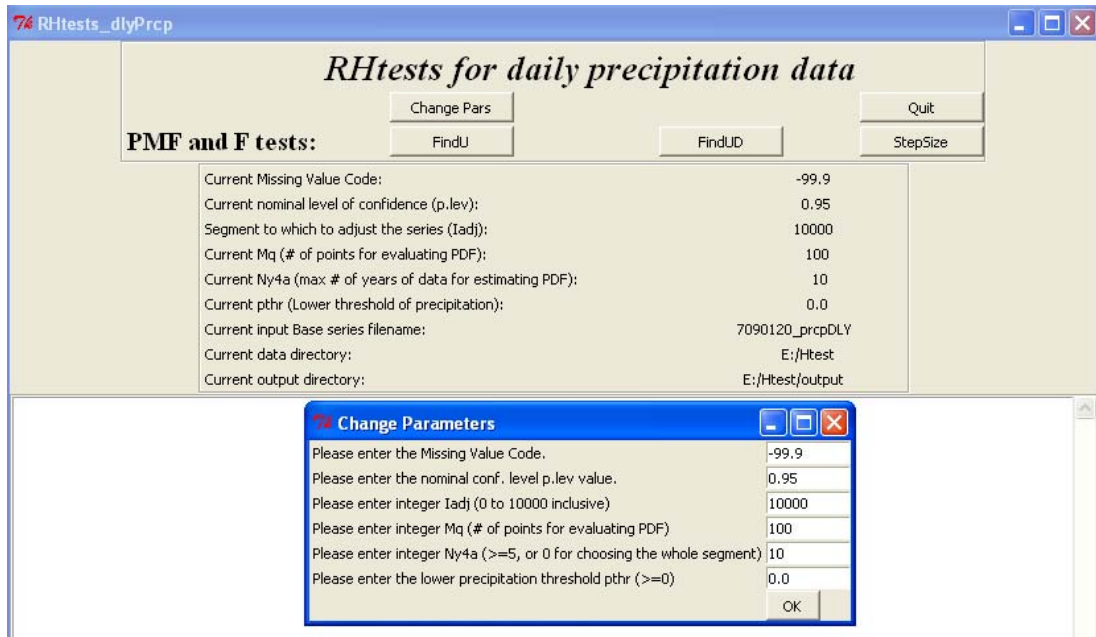 RHtests_dlyPrcp
RHtests for daily precipitation data
Change Pars Quit
PMF and F tests: FindU FindUD StepSize
Current Missing Value Code: -99.9
Current nominal level of confidence (p.lev): 0.95
Segment to which to adjust the series (Iadj): 10000
Current Mq (# of points for evaluating PDF): 100
Current Ny4a (max # of years of data for estimating PDF): 10
Current pthr (Lower threshold of precipitation): 0.0
Current input Base series filename: 7090120_prcpDLY
Current data directory: E:/Htest
Current output directory: E:/Htest/output
Change Parameters
Please enter the Missing Value Code. -99.9
Please enter the nominal conf. level p.lev value. 0.95
Please enter integer Iadj (0 to 10000 inclusive) 10000
Please enter integer Mq (# of points for evaluating PDF) 100
Please enter integer Ny4a (>=5, or 0 for choosing the whole segment) 10
Please enter the lower precipitation threshold pthr (>=0) 0.0
OK